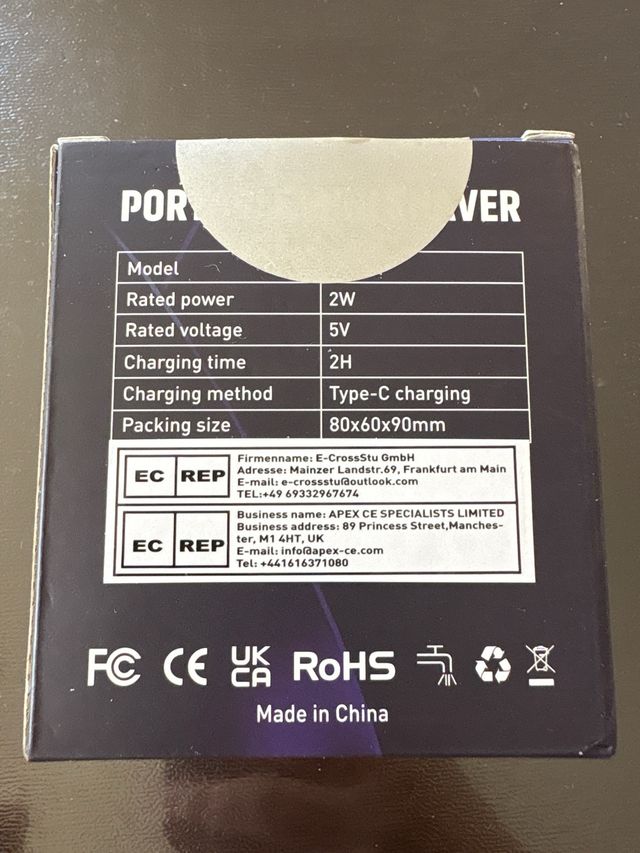 POR VER
Model
Rated power 2W
Rated voltage 5V
Charging time 2H
Charging method Type-C charging
Packing size 80x60x90mm
EC REP
Firmenname: E-CrossStu GmbH
Adresse: Mainzer Landstr.69, Frankfurt am Main
E-mail: e-crossstu@outlook.com
TEL:+49 69332967674
EC REP
Business name: APEX CE SPECIALISTS LIMITED
Business address: 89 Princess Street,Manches-
ter, M1 4HT, UK
E-mail: info@apex-ce.com
Tel: +441616371080
FC CE UK
CA RoHS
Made in China